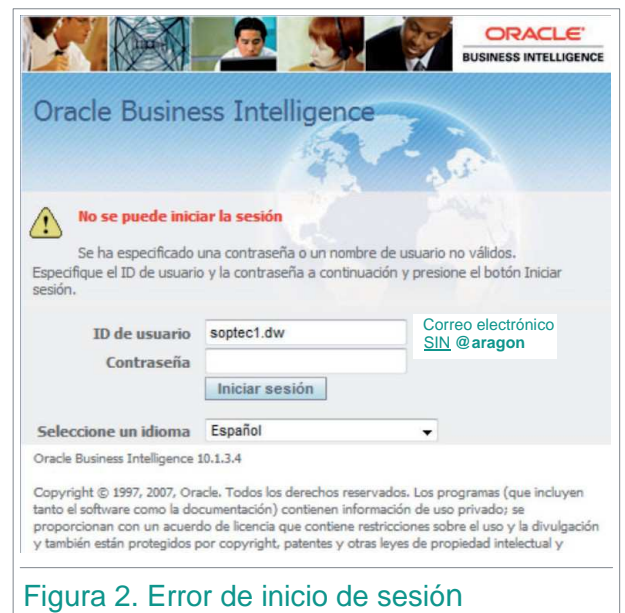 ORACLE
BUSINESS INTELLIGENCE
Oracle Business Intelligence
No se puede iniciar la sesión
Se ha especificado una contraseña o un nombre de usuario no válidos.
Especifique el ID de usuario y la contraseña a continuación y presione el botón Iniciar
sesión.
ID de usuario soptec1.dw
Correo electrónico
SIN @aragon
Contraseña
Iniciar sesión
Seleccione un idioma Español
Oracle Business Intelligence 10.1.3.4
Copyright © 1997, 2007, Oracle. Todos los derechos reservados. Los programas (que incluyen
tanto el software como la documentación) contienen información de uso privado; se
proporcionan con un acuerdo de licencia que contiene restricciones sobre el uso y la divulgación
y también están protegidos por copyright, patentes y otras leyes de propiedad intelectual y
Figura 2. Error de inicio de sesión